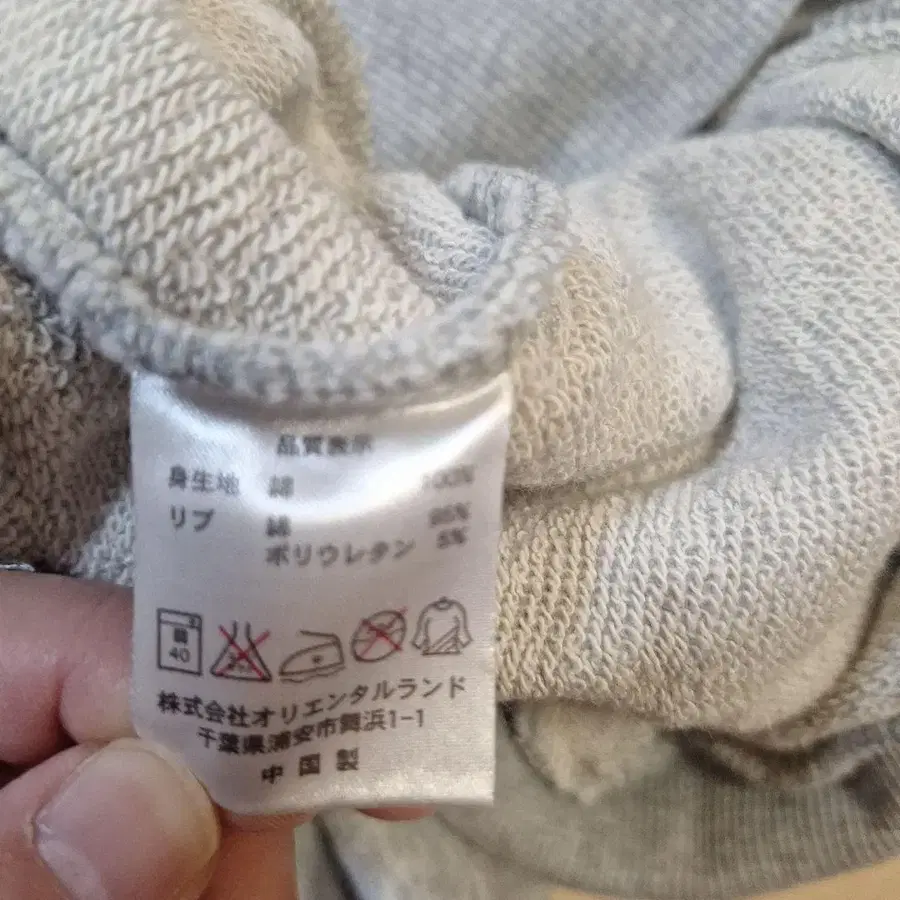 品質表示
身生地 綿 100%
リブ 綿 95%
ポリウレタン 5%
40
株式会社オリエンタルランド
千葉県浦安市舞浜1-1
中国製